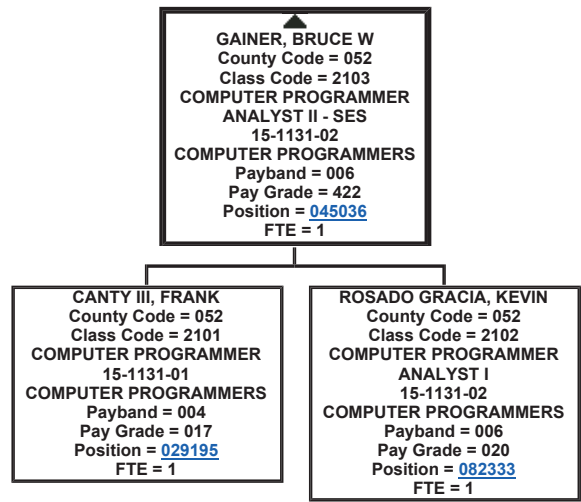 GAINER, BRUCE W
County Code = 052
Class Code = 2103
COMPUTER PROGRAMMER
ANALYST II - SES
15-1131-02
COMPUTER PROGRAMMERS
Payband = 006
Pay Grade = 422
Position = 045036
FTE = 1
CANTY III, FRANK
County Code = 052
Class Code = 2101
COMPUTER PROGRAMMER
15-1131-01
COMPUTER PROGRAMMERS
Payband = 004
Pay Grade = 017
Position = 029195
FTE = 1
ROSADO GRACIA, KEVIN
County Code = 052
Class Code = 2102
COMPUTER PROGRAMMER
ANALYST I
15-1131-02
COMPUTER PROGRAMMERS
Payband = 006
Pay Grade = 020
Position = 082333
FTE = 1